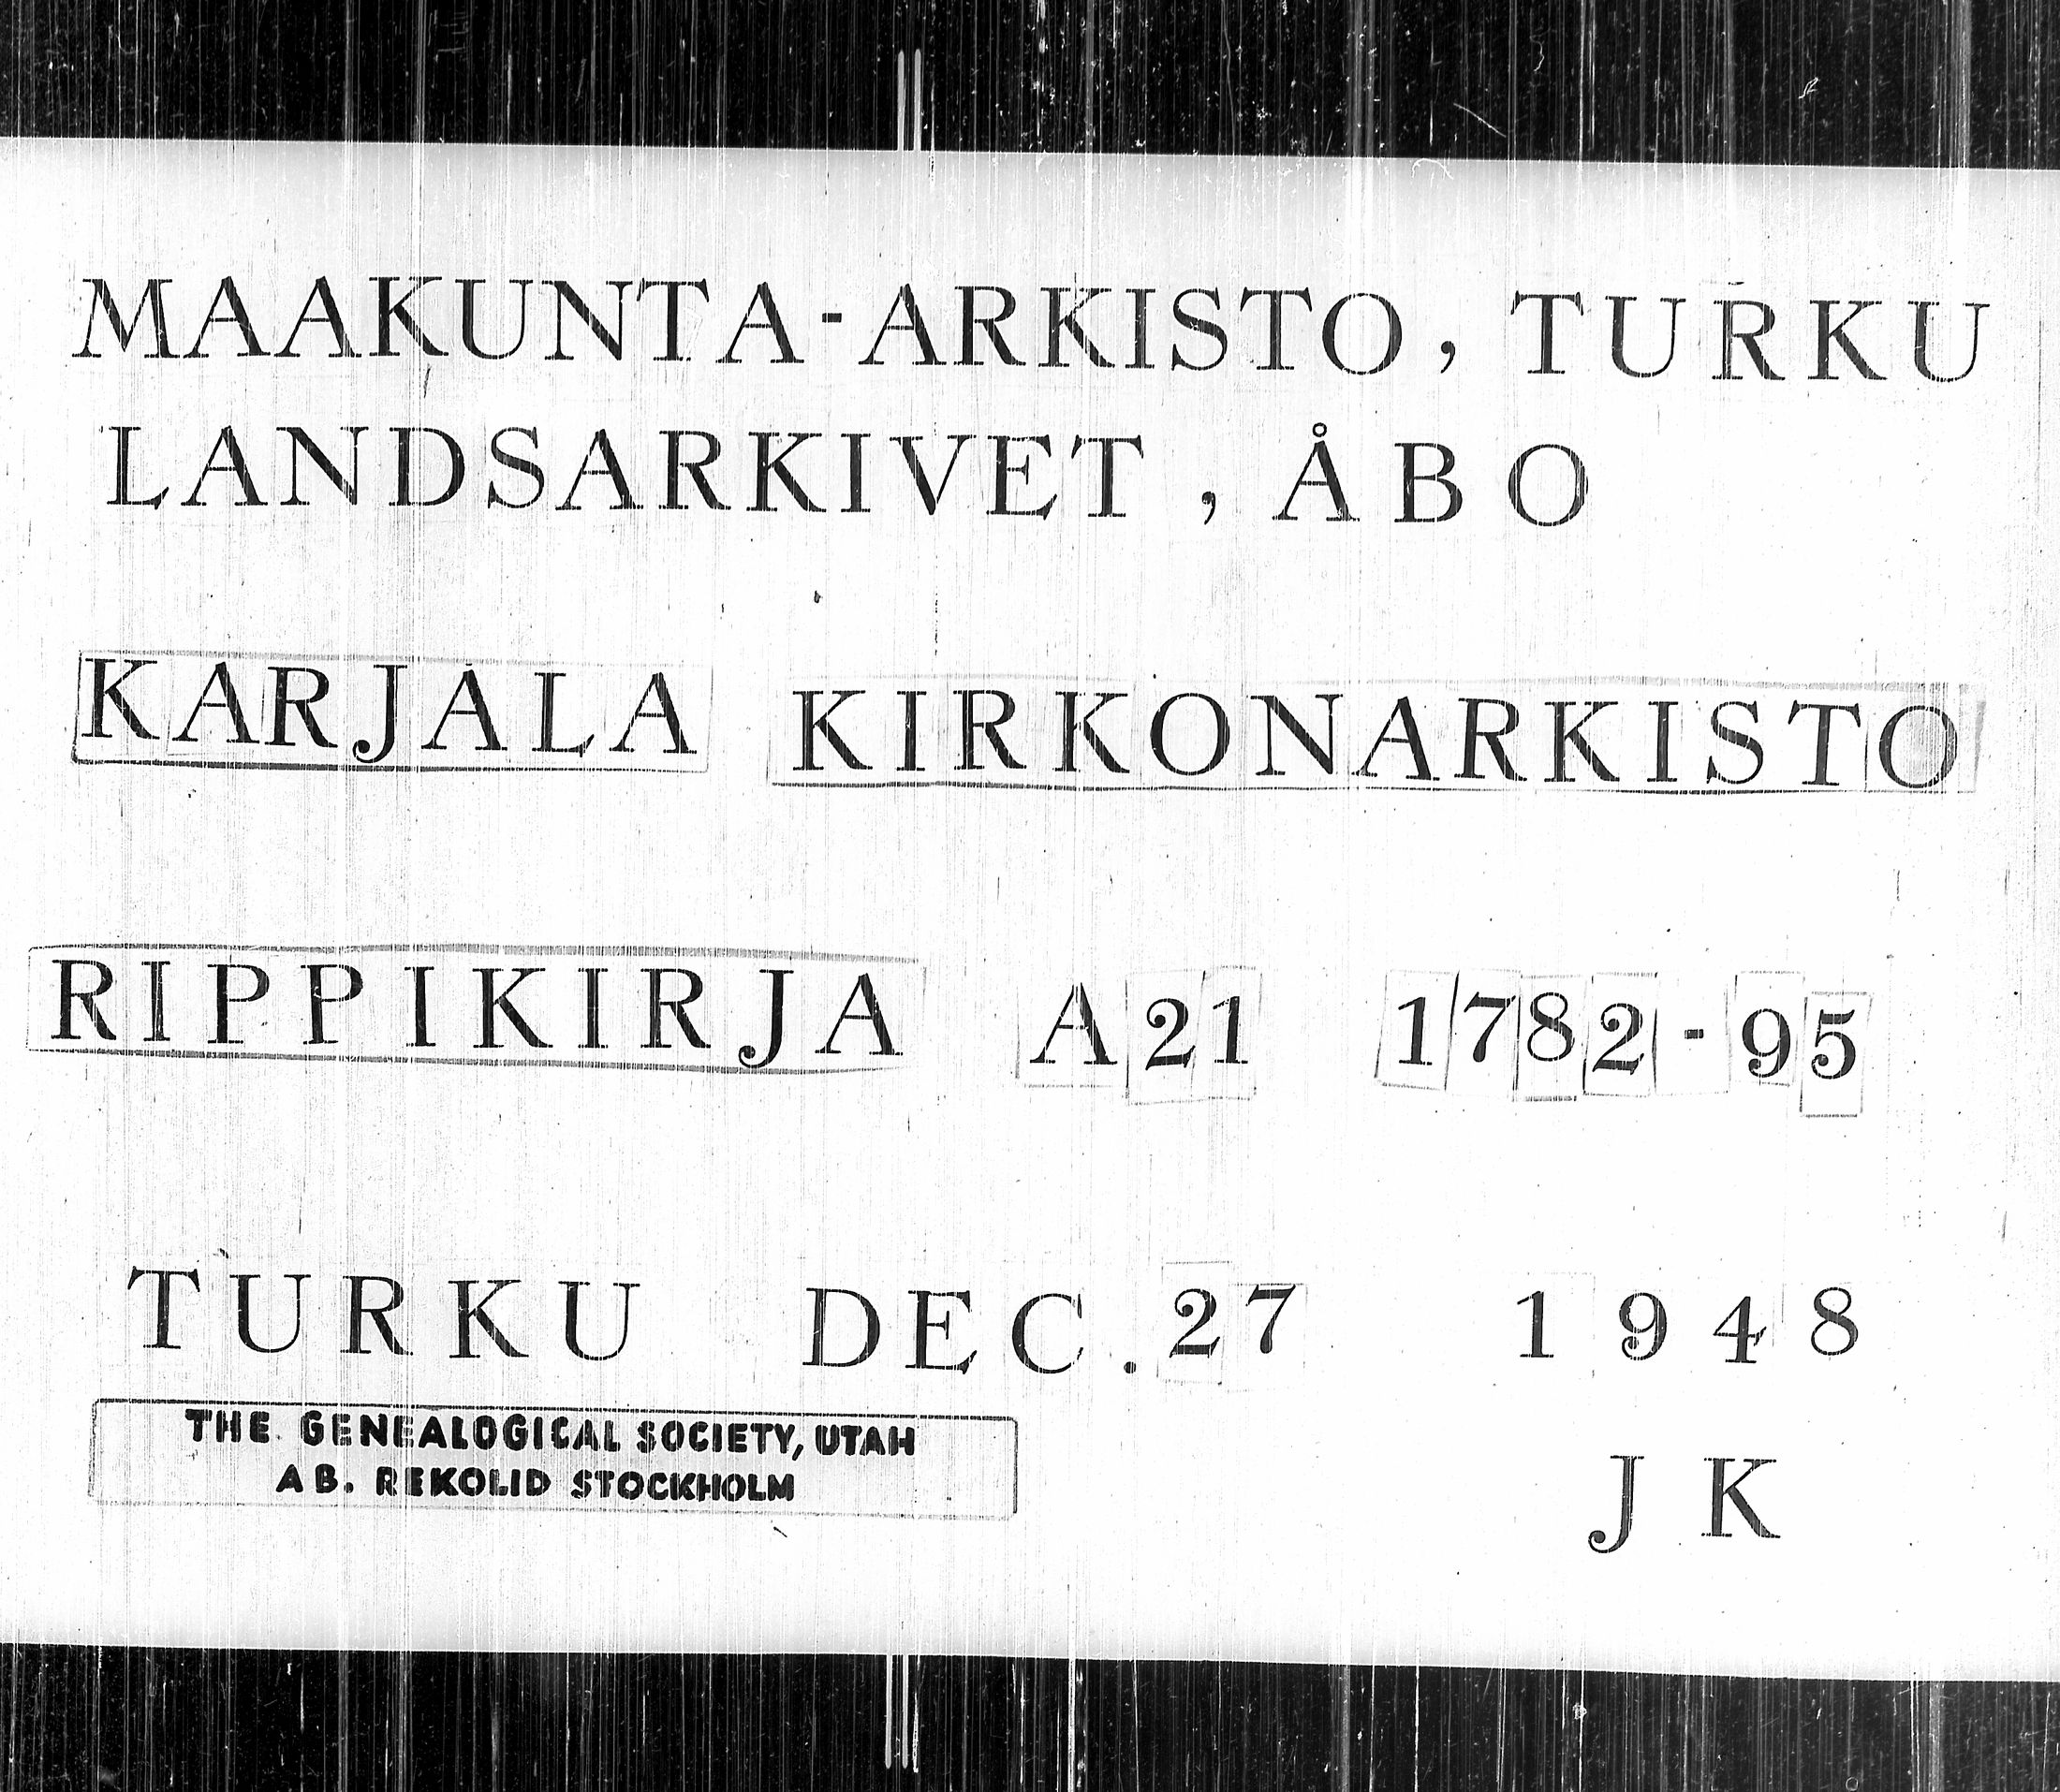 MAAKUNTA-ARKISTO, TURKU
LANDSARKIVET, ÅBO
KARJALA KIRKONARKISTO
RIPPIKIRJA A21 1782-95
TURKU DEC. 27 1948
THE GENEALOGICAL SOCIETY, UTAH
AB. REKOLID STOCKHOLM
JK